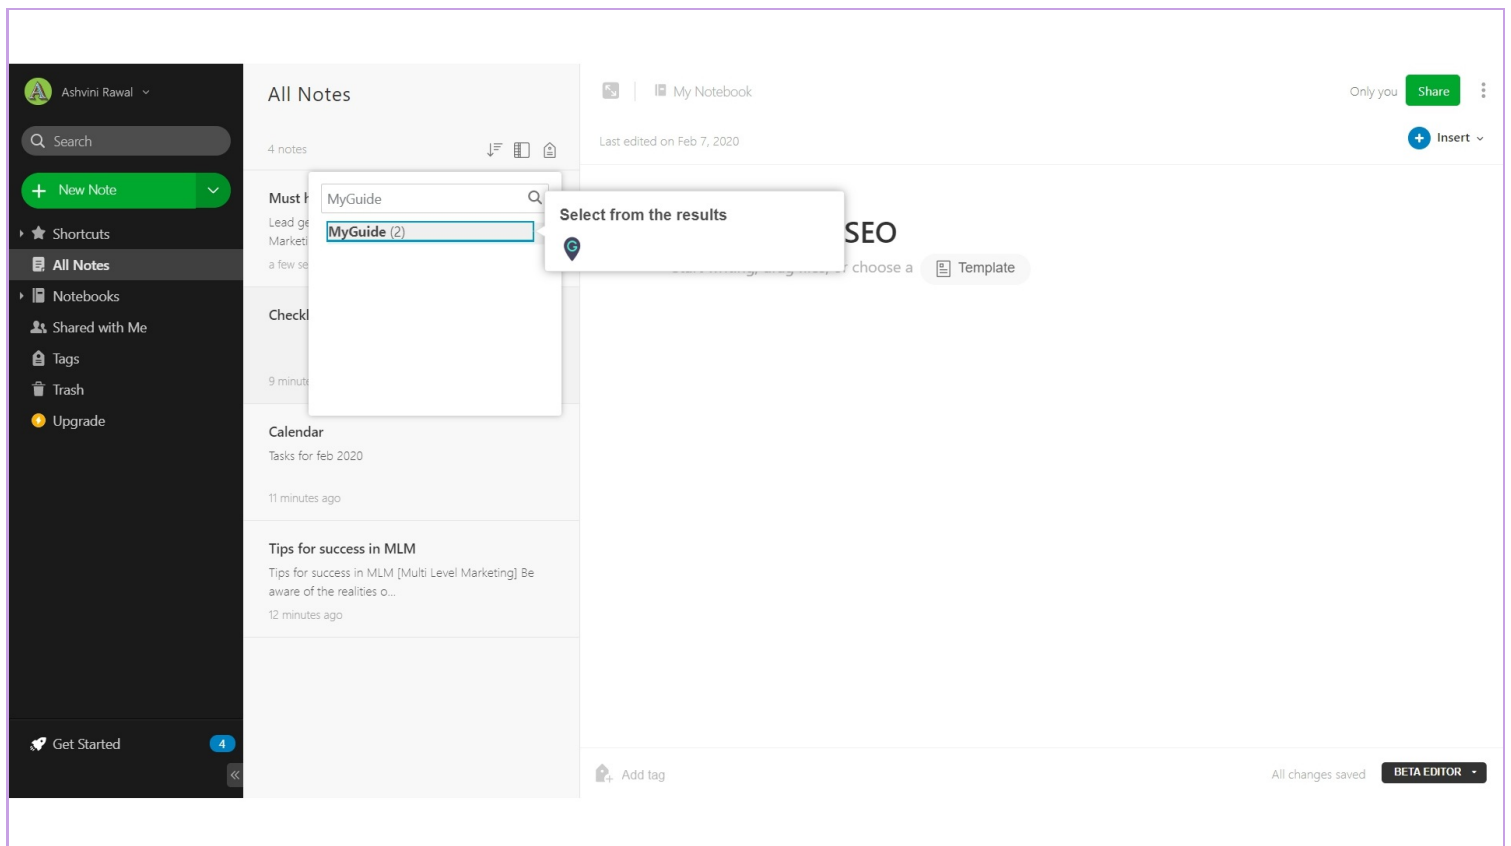 Ashvini Rawal
Search
New Note
Shortcuts
All Notes
Notebooks
Shared with Me
Tags
Trash
Upgrade
Get Started
4
All Notes
4 notes
Must
Lead
a few
MyGuide
MyGuide (2)
Select from the results
G
9
Calendar
Tasks for feb 2020
11 minutes ago
Tips for success in MLM
Tips for success in MLM [Multi Level Marketing] Be
aware of the realities o...
12 minutes ago
My Notebook
Only you
Share
Last edited on Feb 7, 2020
Insert
SEO
choose a
Template
Add tag
All changes saved
BETA EDITOR